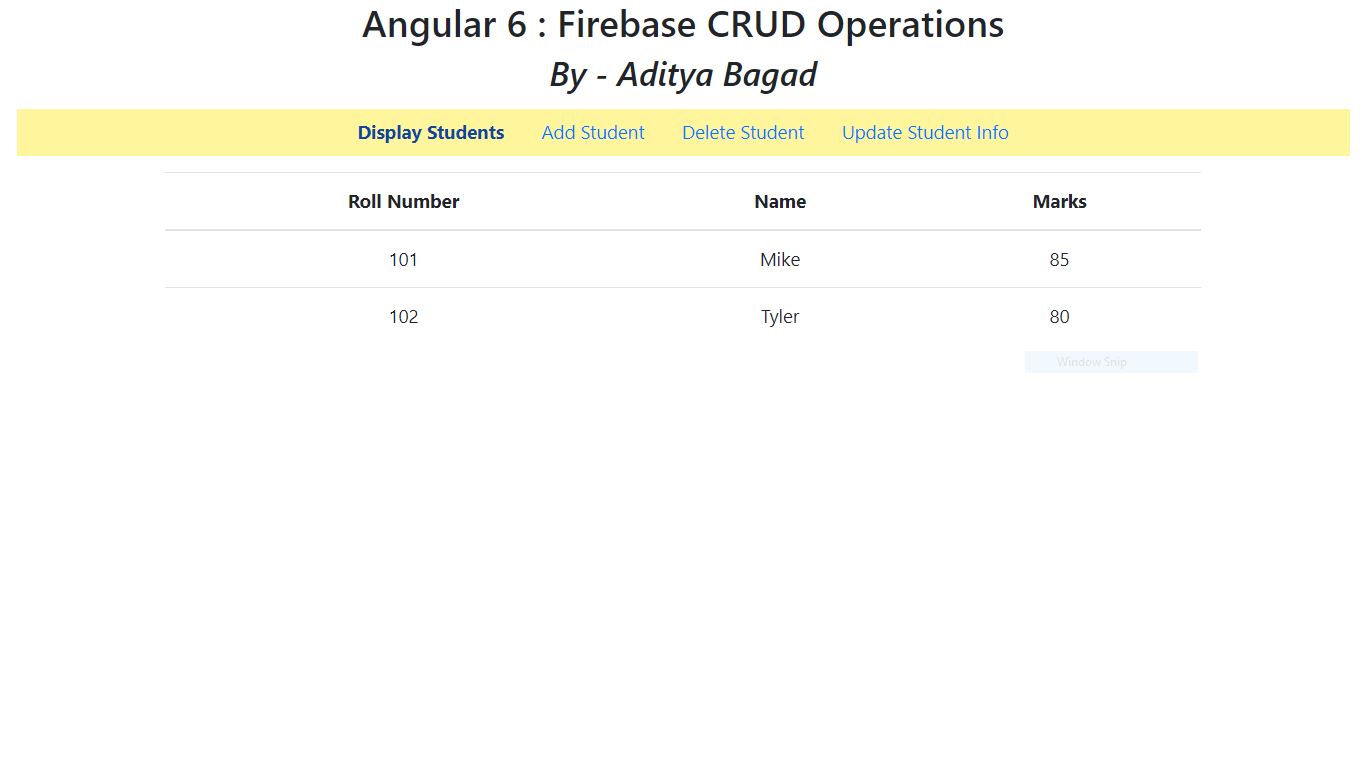 Angular 6 : Firebase CRUD Operations
By - Aditya Bagad
Display Students Add Student Delete Student Update Student Info
Roll Number Name Marks
101 Mike 85
102 Tyler 80
Window Snip